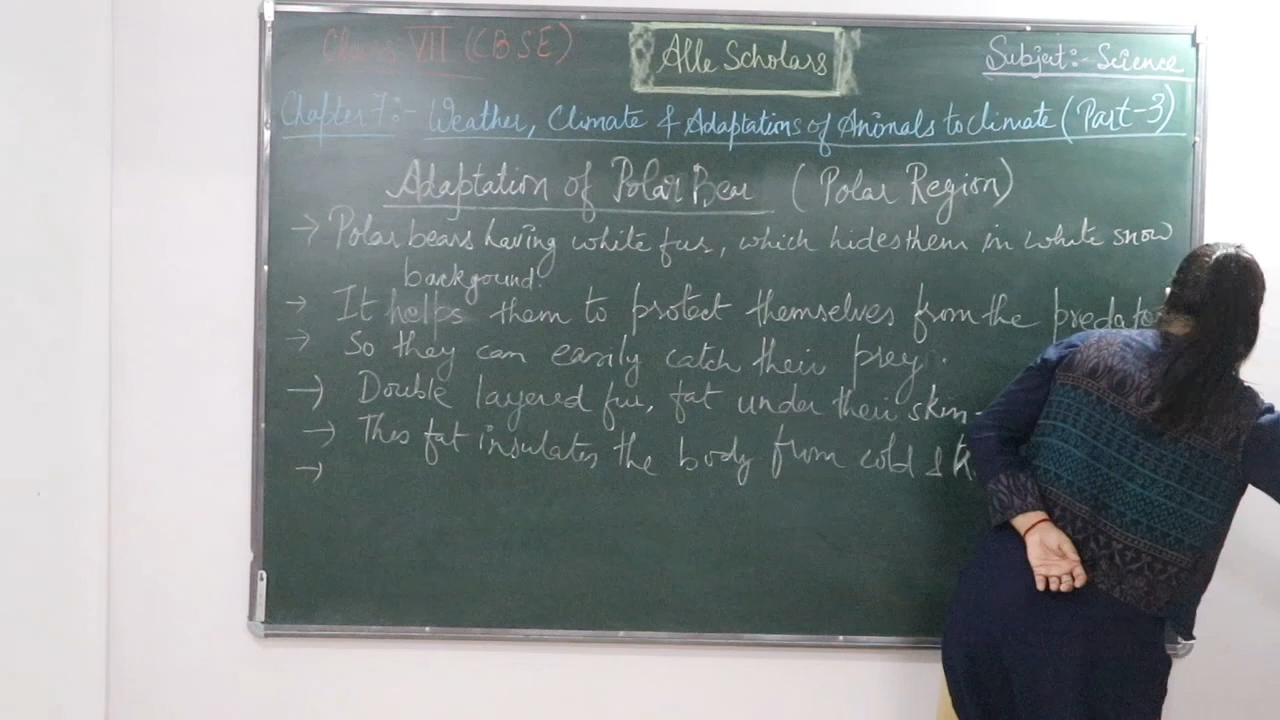 Class VII (CBSE)
Alle Scholars
Subject:- Science
Chapter 7:- Weather, Climate & Adaptations of Animals to Climate (Part-3)
Adaptation of Polar Bear (Polar Region)
→ Polar bears having white fur, which hides them in white snow
backgound.
→ It helps them to protect themselves from the
→ So they can easily catch their prey.
→ Double layered fur, fat under their skin
→ This fat insulates the body from cold &
→